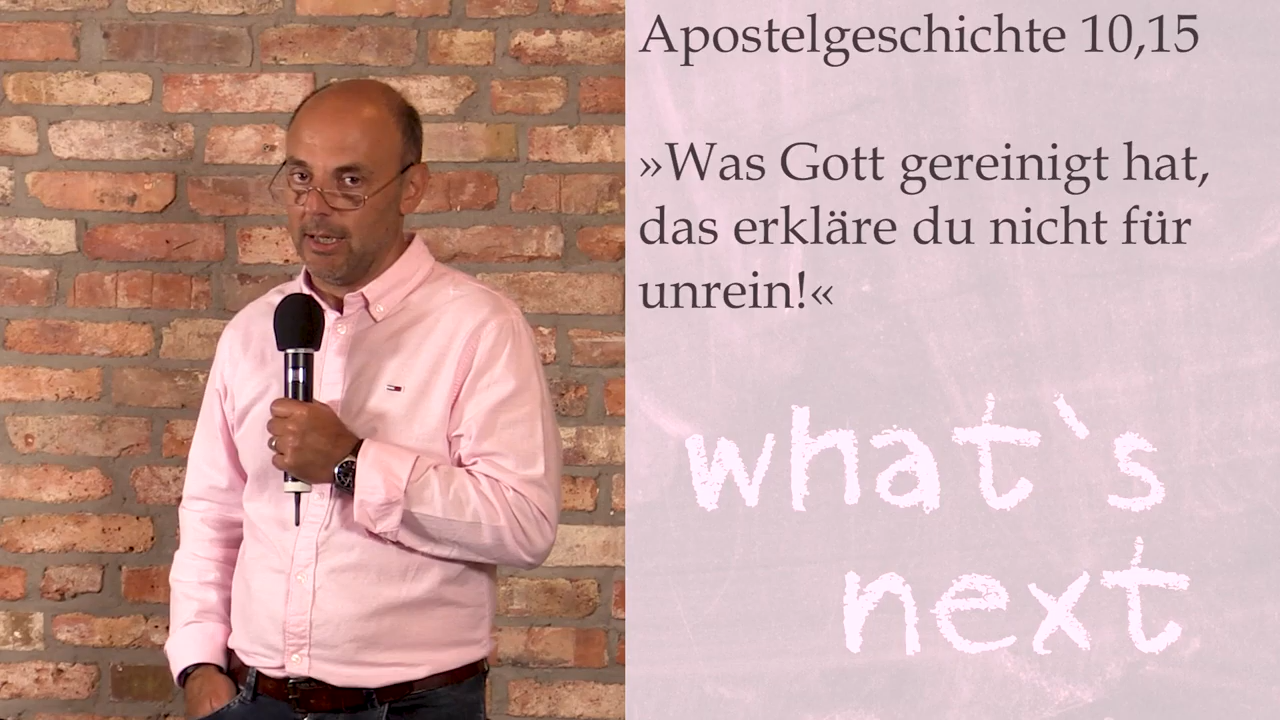 Apostelgeschichte 10,15
»Was Gott gereinigt hat,
das erkläre du nicht für
unrein!«
what`s
next